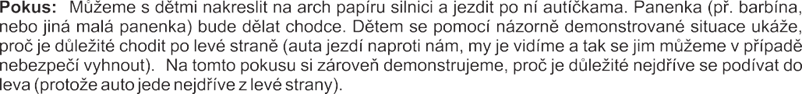 Pokus: Můžeme s dětmi nakreslit na arch papíru silnici a jezdit po ní autíčkama. Panenka (př. barbína,
nebo jiná malá panenka) bude dělat chodce. Dětem se pomocí názorně demonstrované situace ukáže,
proč je důležité chodit po levé straně (auta jezdí naproti nám, my je vidíme a tak se jim můžeme v případě
nebezpečí vyhnout). Na tomto pokusu si zároveň demonstrujeme, proč je důležité nejdříve se podívat do
leva (protože auto jede nejdříve z levé strany).